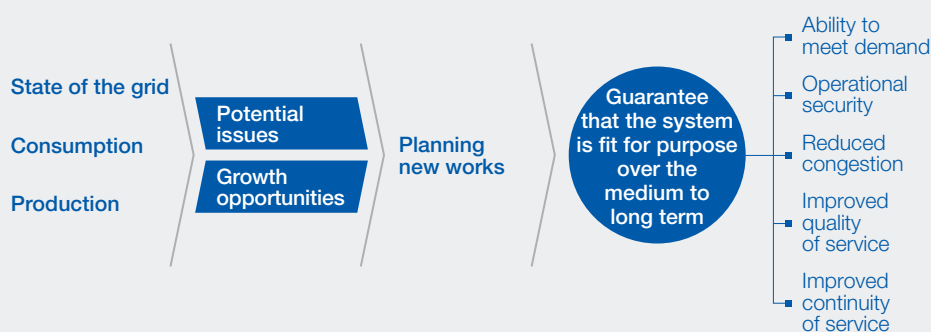 State of the grid
Consumption
Production
Potential
issues
Growth
opportunities
Planning
new works
Guarantee
that the system
is fit for purpose
over the
medium to
long term
Ability to
meet demand
Operational
security
Reduced
congestion
Improved
quality
of service
Improved
continuity
of service